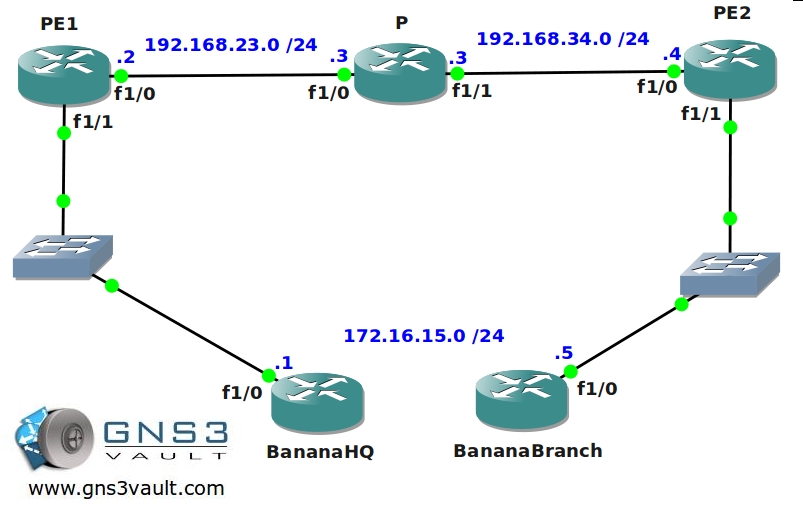 PE1
P
PE2
192.168.23.0 /24
192.168.34.0 /24
.2
.3
.3
.4
f1/0
f1/0
f1/1
f1/0
f1/1
f1/1
172.16.15.0 /24
.1
.5
f1/0
f1/0
BananaHQ
BananaBranch
GNS3
VAULT
www.gns3vault.com